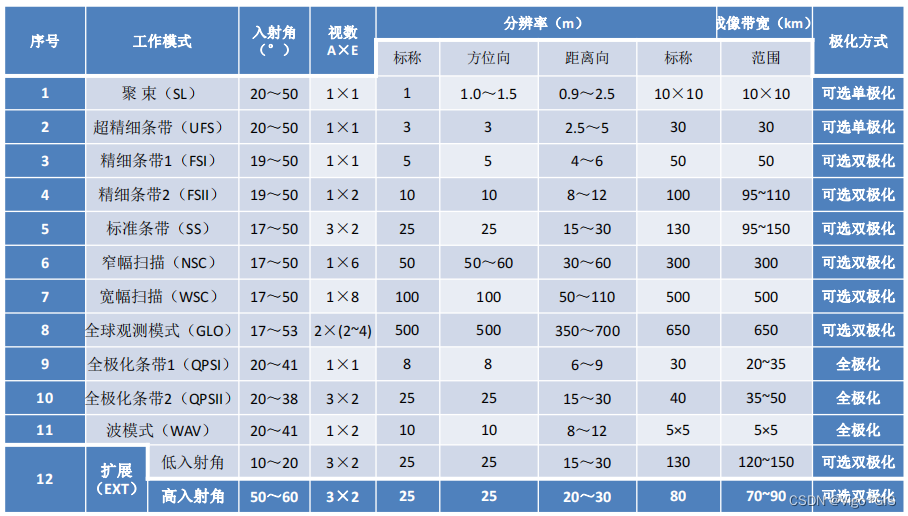 序号 工作模式 入射角(°) 视数A×E 分辨率(m) 成像带宽(km) 极化方式
标称 方位向 距离向 标称 范围
1 聚 束(SL) 20～50 1×1 1 1.0～1.5 0.9～2.5 10×10 10×10 可选单极化
2 超精细条带(UFS) 20～50 1×1 3 3 2.5～5 30 30 可选单极化
3 精细条带1(FSI) 19～50 1×1 5 5 4～6 50 50 可选双极化
4 精细条带2(FSII) 19～50 1×2 10 10 8～12 100 95~110 可选双极化
5 标准条带(SS) 17～50 3×2 25 25 15～30 130 95~150 可选双极化
6 窄幅扫描(NSC) 17～50 1×6 50 50～60 30～60 300 300 可选双极化
7 宽幅扫描(WSC) 17～50 1×8 100 100 50～110 500 500 可选双极化
8 全球观测模式(GLO) 17～53 2×(2~4) 500 500 350～700 650 650 可选双极化
9 全极化条带1(QPSI) 20～41 1×1 8 8 6～9 30 20~35 全极化
10 全极化条带2(QPSII) 20～38 3×2 25 25 15～30 40 35~50 全极化
11 波模式(WAV) 20～41 1×2 10 10 8～12 5×5 5×5 全极化
12 扩展(EXT) 低入射角 10～20 3×2 25 25 15～30 130 120~150 可选双极化
高入射角 50～60 3×2 25 25 20～30 80 70~90 可选双极化